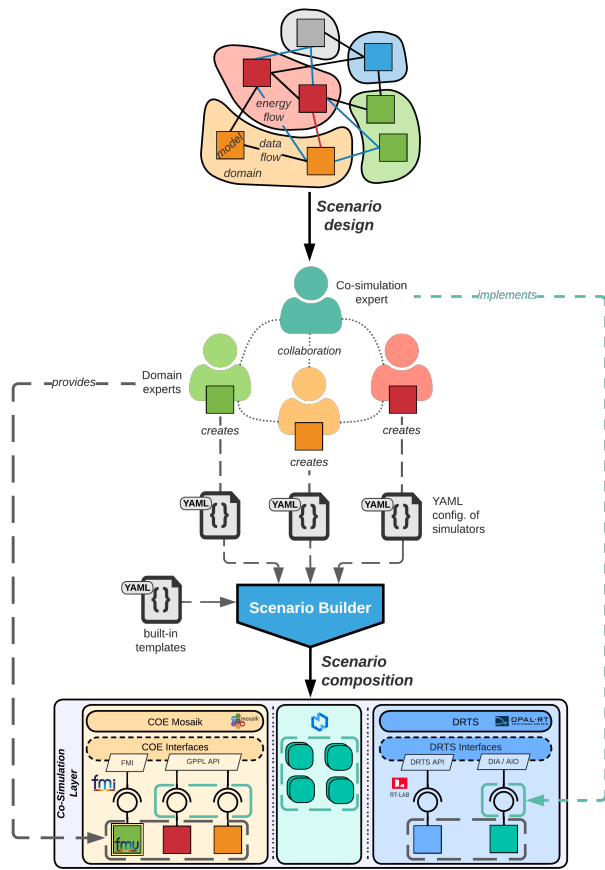 energy
flow
model
data
flow
domain
Scenario
design
Co-simulation
expert
implements
collaboration
Domain
experts
provides
creates
creates
creates
YAML
YAML
YAML
YAML
config. of
simulators
YAML
built-in
templates
Scenario Builder
Scenario
composition
Co-Simulation
Layer
COE Mosaik
mosaik
COE Interfaces
FMI
GPPL API
fmi
fmu
DRTS
OPAL-RT
TECHNOLOGIES
DRTS Interfaces
DRTS API
DIA / AIO
RT-LAB